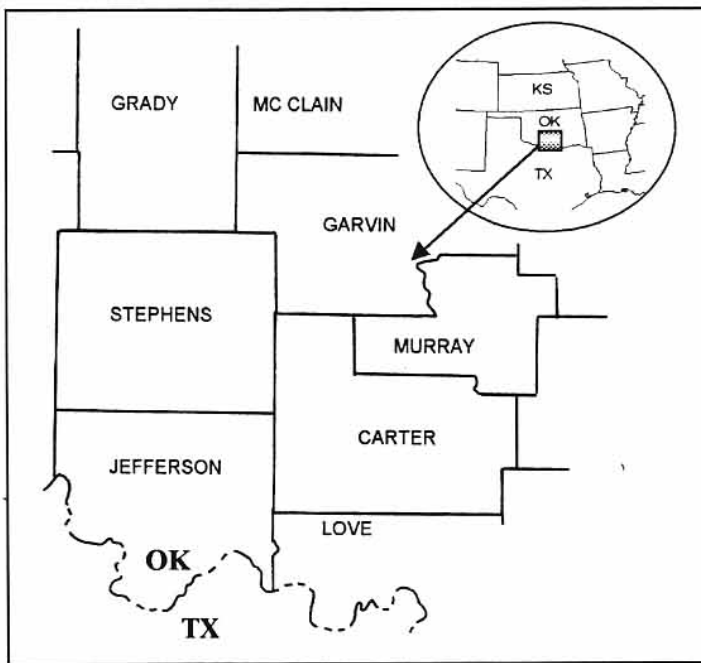 GRADY
MC CLAIN
KS
OK
TX
GARVIN
STEPHENS
MURRAY
CARTER
JEFFERSON
LOVE
OK
TX